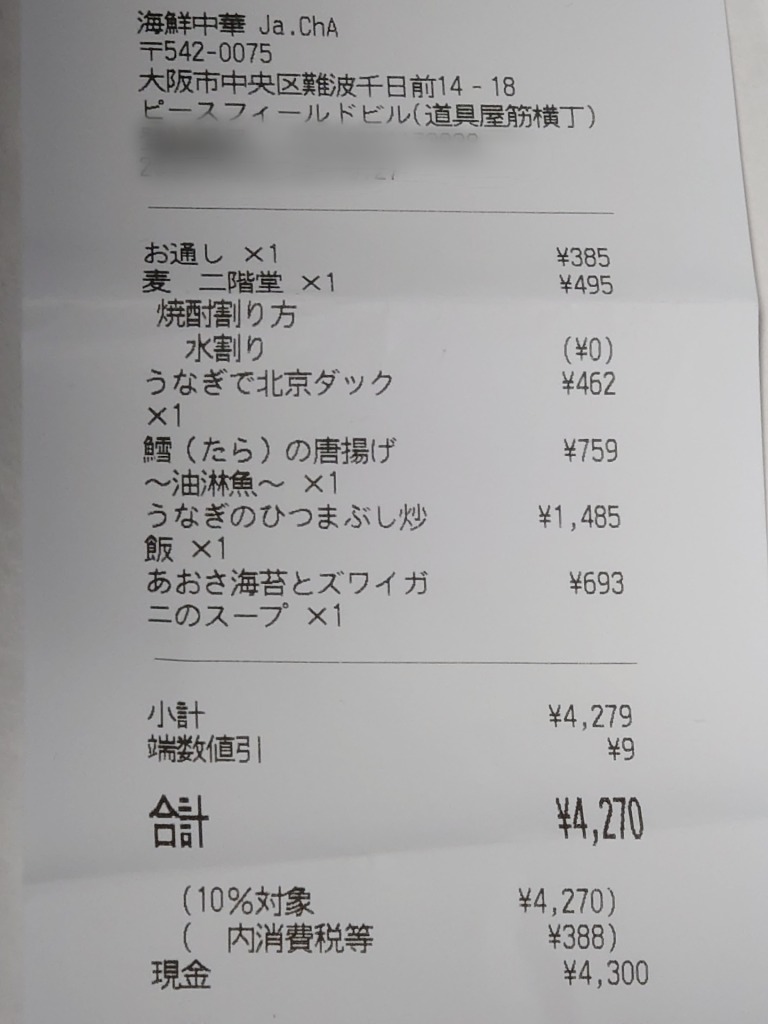 海鮮中華 Ja.ChA
〒542-0075
大阪市中央区難波千日前14-18
ピースフィールドビル(道具屋筋横丁)
お通し ×1 ¥385
麦 二階堂 ×1 ¥495
焼酎割り方
水割り (¥0)
うなぎで北京ダック ¥462
×1
鱈(たら)の唐揚げ ¥759
～油淋魚～ ×1
うなぎのひつまぶし炒 ¥1,485
飯 ×1
あおさ海苔とズワイガ ¥693
ニのスープ ×1
小計 ¥4,279
端数値引 ¥9
合計 ¥4,270
(10%対象 ¥4,270)
( 内消費税等 ¥388)
現金 ¥4,300